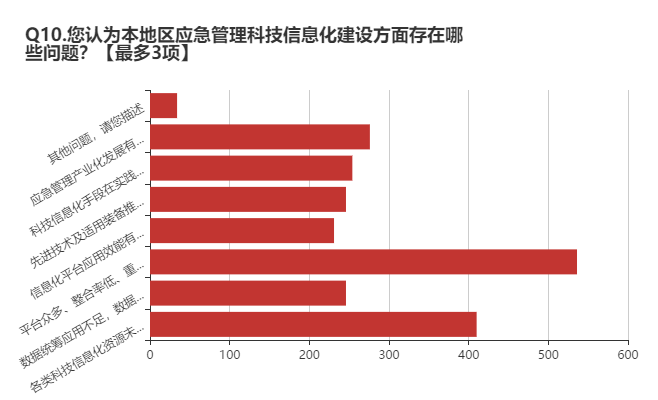 Q10.您认为本地区应急管理科技信息化建设方面存在哪
些问题？【最多3项】
其他问题，请您描述
应急管理产业化发展有...
科技信息化手段在实践...
先进技术及适用装备推...
信息化平台应用效能有...
平台众多、整合率低、重...
数据统筹应用不足，数据...
各类科技信息化资源未...
0 100 200 300 400 500 600